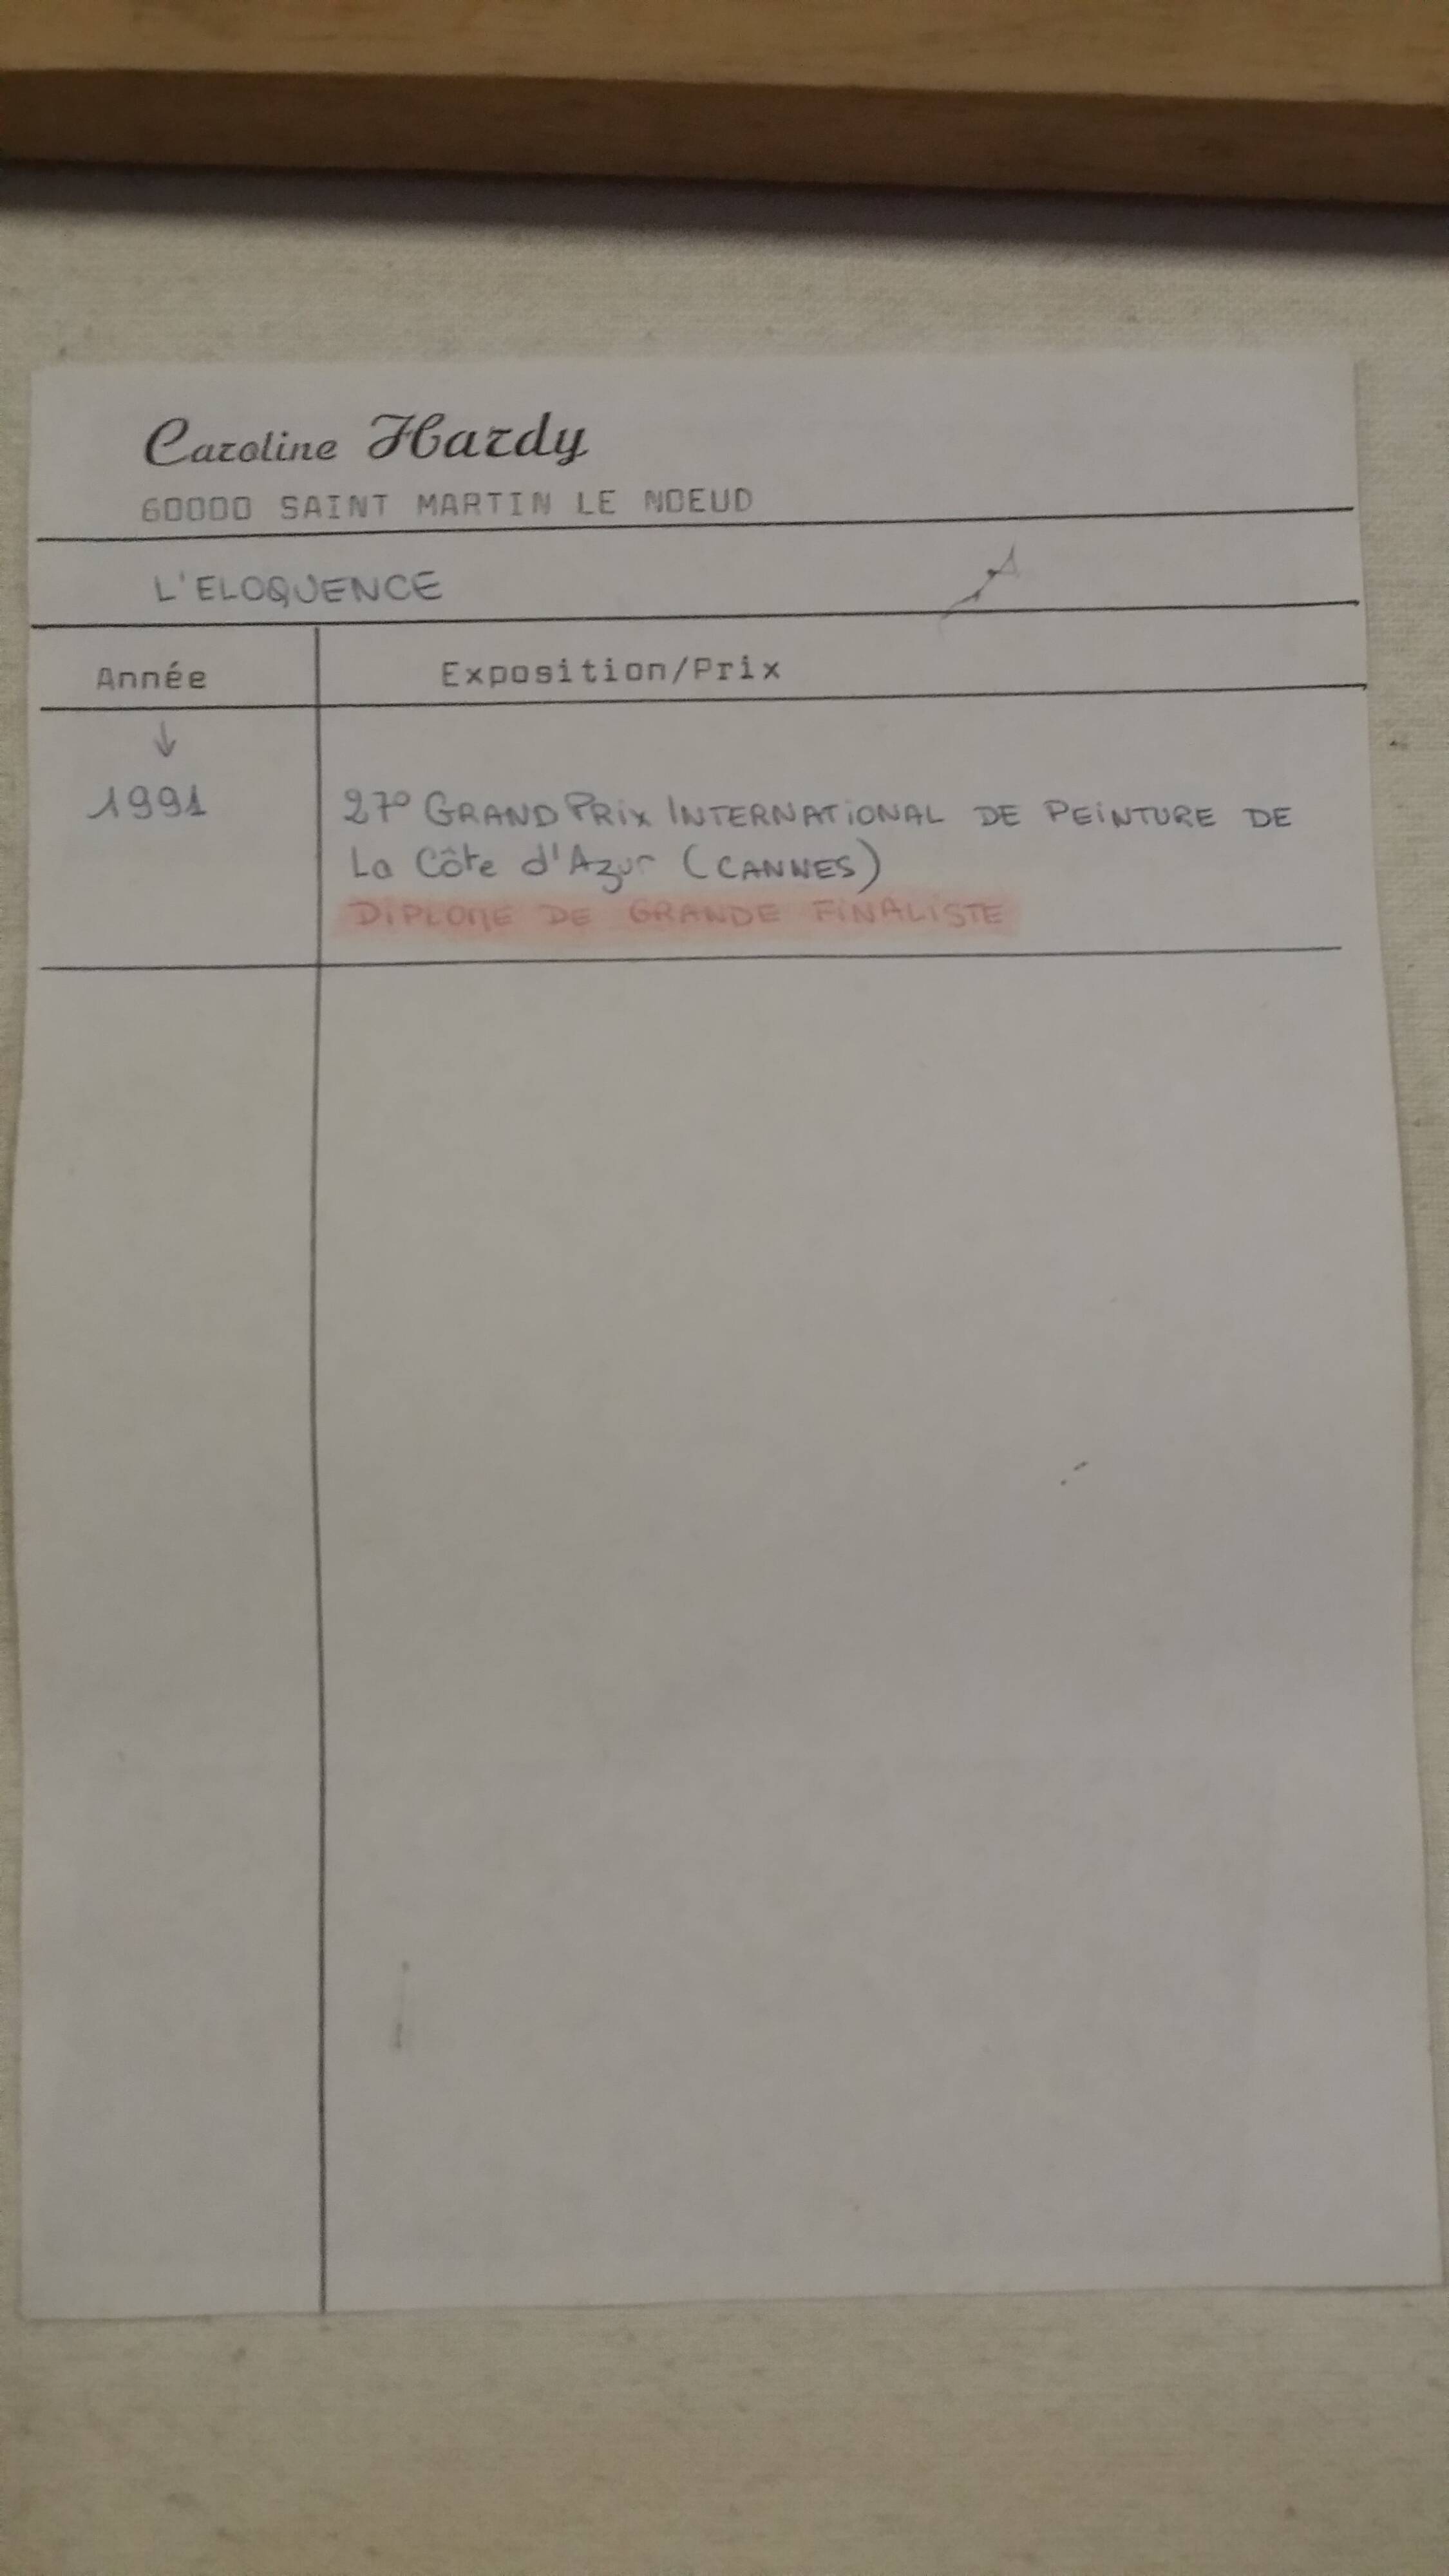 Caroline Hardy
60000 SAINT MARTIN LE NOEUD
L'ELOQUENCE
Année
Exposition/Prix
↓
1991
27° GRAND PRIX INTERNATIONAL DE PEINTURE DE
La Côte d'Azur (CANNES)
DIPLOME DE GRANDE FINALISTE